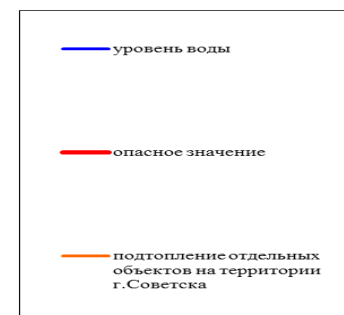 уровень воды
опасное значение
подтопление отдельных
объектов на территории
г.Советска